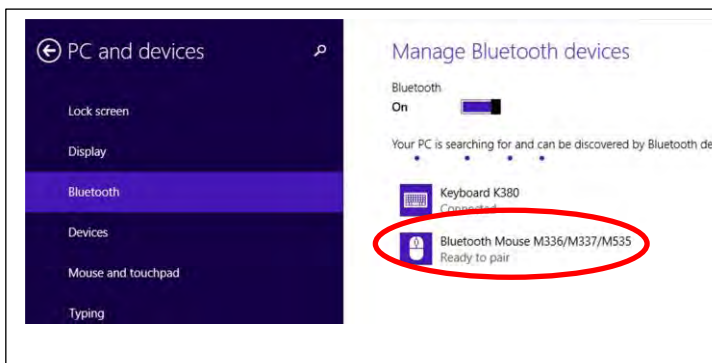 PC and devices
Lock screen
Display
Bluetooth
Devices
Mouse and touchpad
Typing
Manage Bluetooth devices
Bluetooth
On
Your PC is searching for and can be discovered by Bluetooth de
Keyboard K380
Connected
Bluetooth Mouse M336/M337/M535
Ready to pair